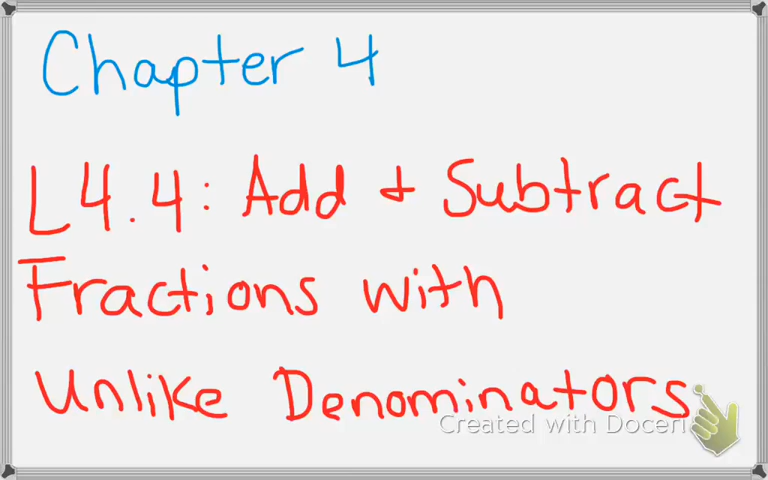 Chapter 4
L4.4: Add + Subtract
Fractions with
Unlike Denominators
Created with Doceri